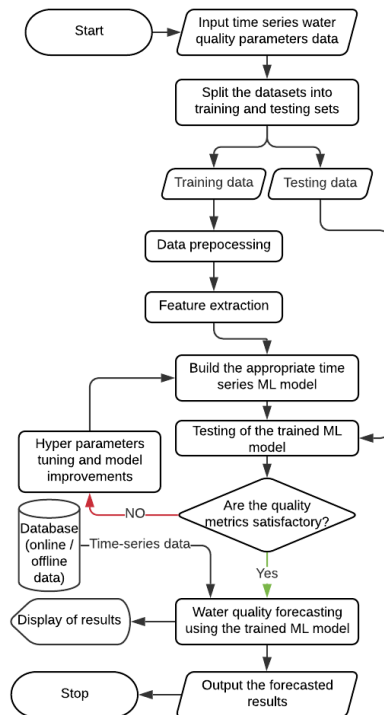 Start
Input time series water
quality parameters data
Split the datasets into
training and testing sets
Training data
Testing data
Data prepocessing
Feature extraction
Build the appropriate time
series ML model
Testing of the trained ML
model
Hyper parameters
tuning and model
improvements
Are the quality
metrics satisfactory?
NO
Database
(online /
offline
data)
Time-series data
Yes
Water quality forecasting
using the trained ML model
Display of results
Output the forecasted
results
Stop